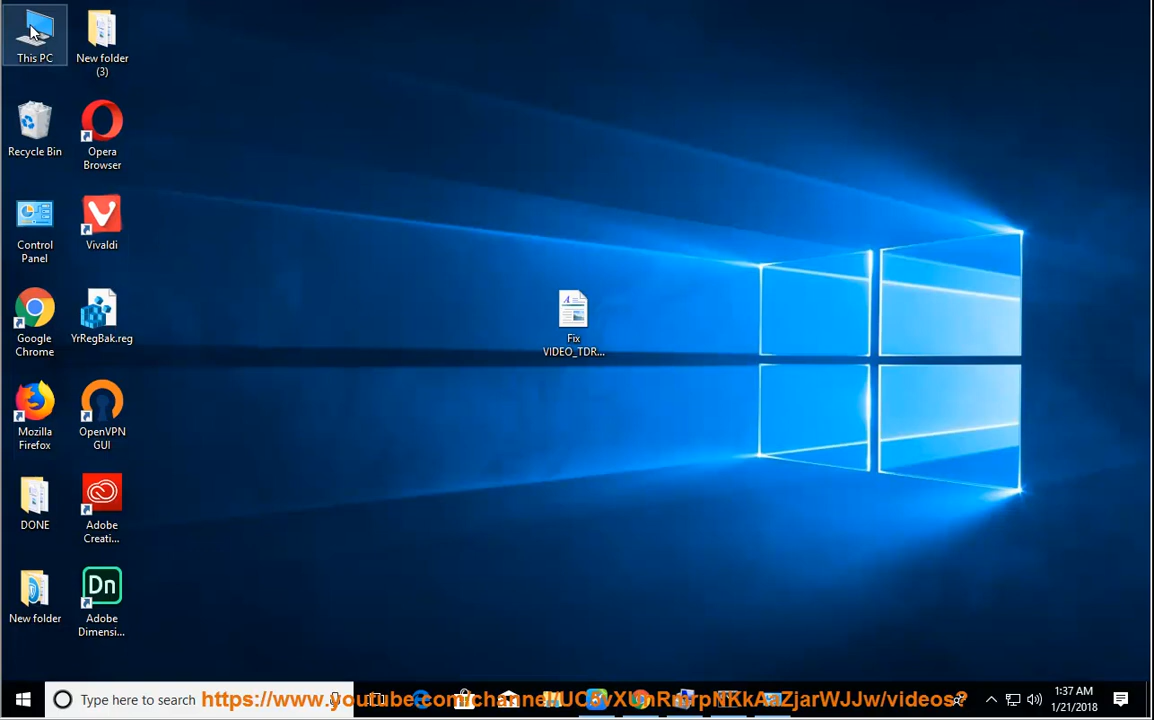 This PC
New folder
(3)
Recycle Bin
Opera
Browser
Control
Panel
Vivaldi
Google
Chrome
YrRegBak.reg
Fix
VIDEO_TDR...
Mozilla
Firefox
OpenVPN
GUI
DONE
Adobe
Creati...
New folder
Dn
Adobe
Dimensi...
Type here to search
https://www.youtube.com/channel/
/videos?
1:37 AM
1/21/2018